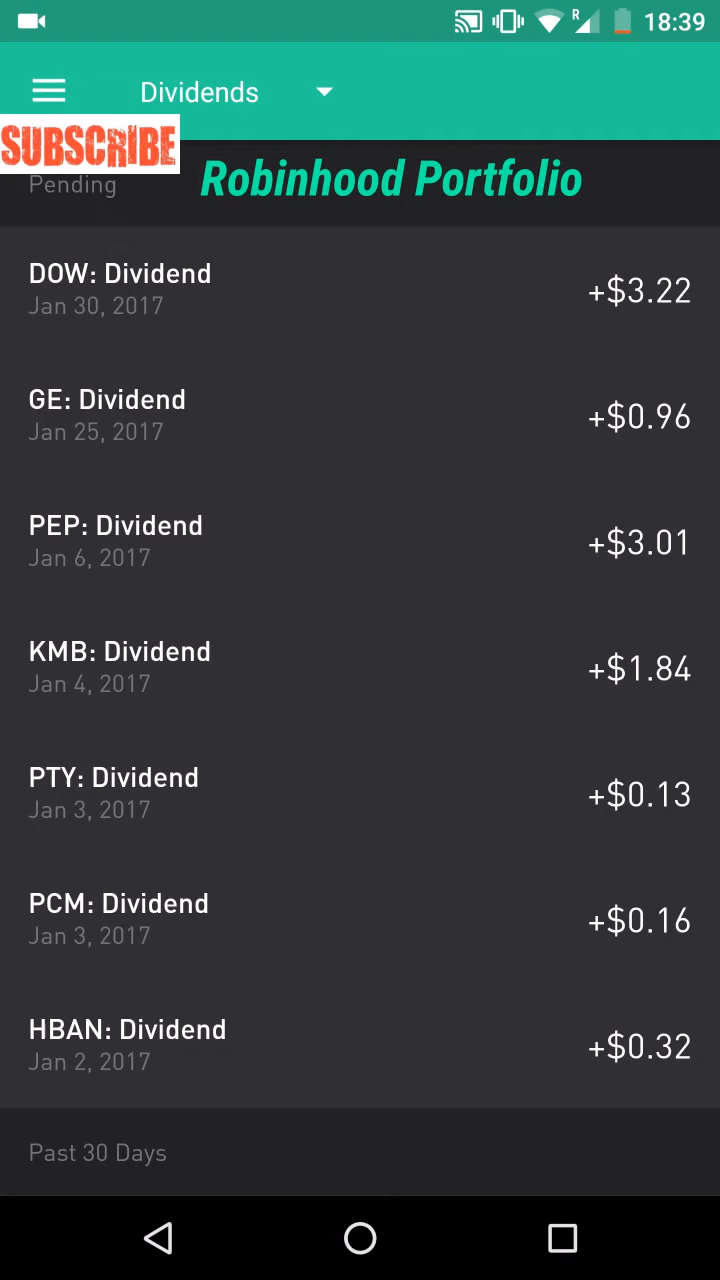 R 18:39
Dividends
SUBSCRIBE
Pending
Robinhood Portfolio
DOW: Dividend
Jan 30, 2017
+$3.22
GE: Dividend
Jan 25, 2017
+$0.96
PEP: Dividend
Jan 6, 2017
+$3.01
KMB: Dividend
Jan 4, 2017
+$1.84
PTY: Dividend
Jan 3, 2017
+$0.13
PCM: Dividend
Jan 3, 2017
+$0.16
HBAN: Dividend
Jan 2, 2017
+$0.32
Past 30 Days